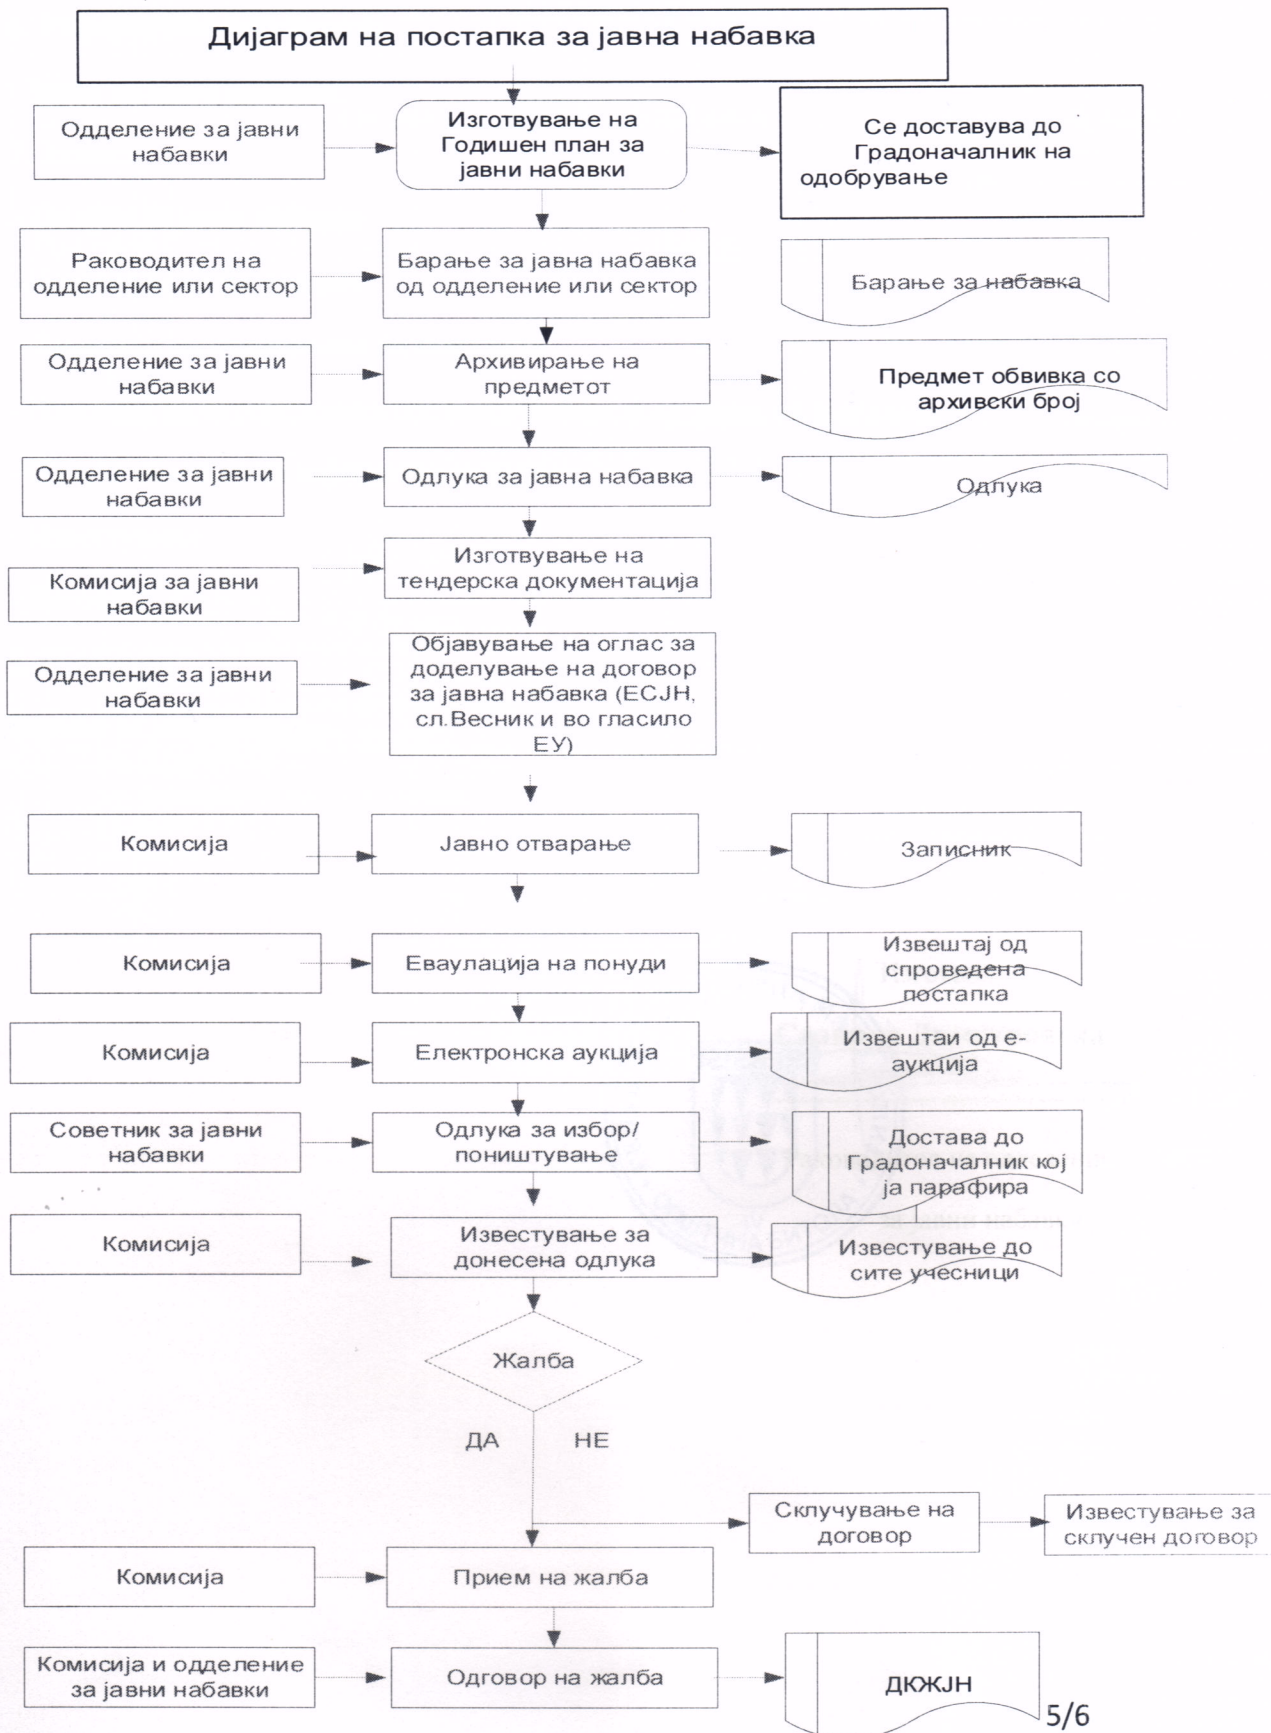 Дијаграм на постапка за јавна набавка
Одделение за јавни
набавки
Изготвување на
Годишен план за
јавни набавки
Се доставува до
Градоначалник на
одобрување
Раководител на
одделение или сектор
Барање за јавна набавка
од одделение или сектор
Барање за набавка
Одделение за јавни
набавки
Архивирање на
предметот
Предмет обвивка со
архивски број
Одделение за јавни
набавки
Одлука за јавна набавка
Одлука
Комисија за јавни
набавки
Изготвување на
тендерска документација
Одделение за јавни
набавки
Објавување на оглас за
доделување на договор
за јавна набавка (ЕСЈН,
сл.Весник и во гласило
ЕУ)
Комисија
Јавно отварање
Записник
Комисија
Еваулација на понуди
Извештај од
спроведена
постапка
Комисија
Електронска аукција
Извештаи од е-
аукција
Советник за јавни
набавки
Одлука за избор/
поништување
Достава до
Градоначалник кој
ја парафира
Комисија
Известување за
донесена одлука
Известување до
сите учесници
Жалба
ДА
НЕ
Склучување на
договор
Известување за
склучен договор
Комисија
Прием на жалба
Комисија и одделение
за јавни набавки
Одговор на жалба
ДКЖЈН
5/6